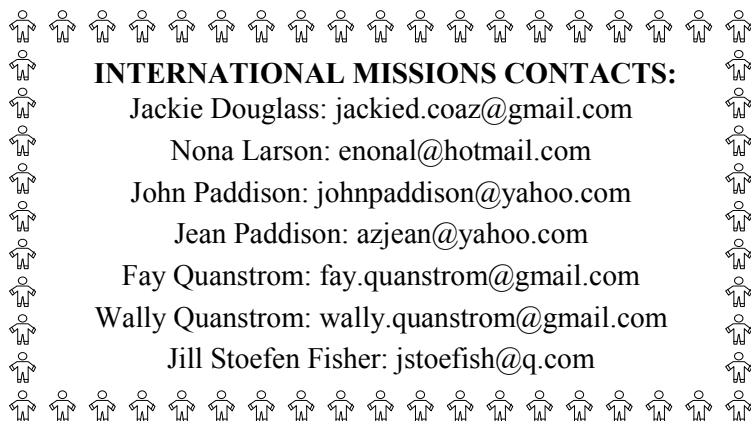 INTERNATIONAL MISSIONS CONTACTS:
Jackie Douglass: jackied.coaz@gmail.com
Nona Larson: enonal@hotmail.com
John Paddison: johnpaddison@yahoo.com
Jean Paddison: azjean@yahoo.com
Fay Quanstrom: fay.quanstrom@gmail.com
Wally Quanstrom: wally.quanstrom@gmail.com
Jill Stoefen Fisher: jstoefish@q.com